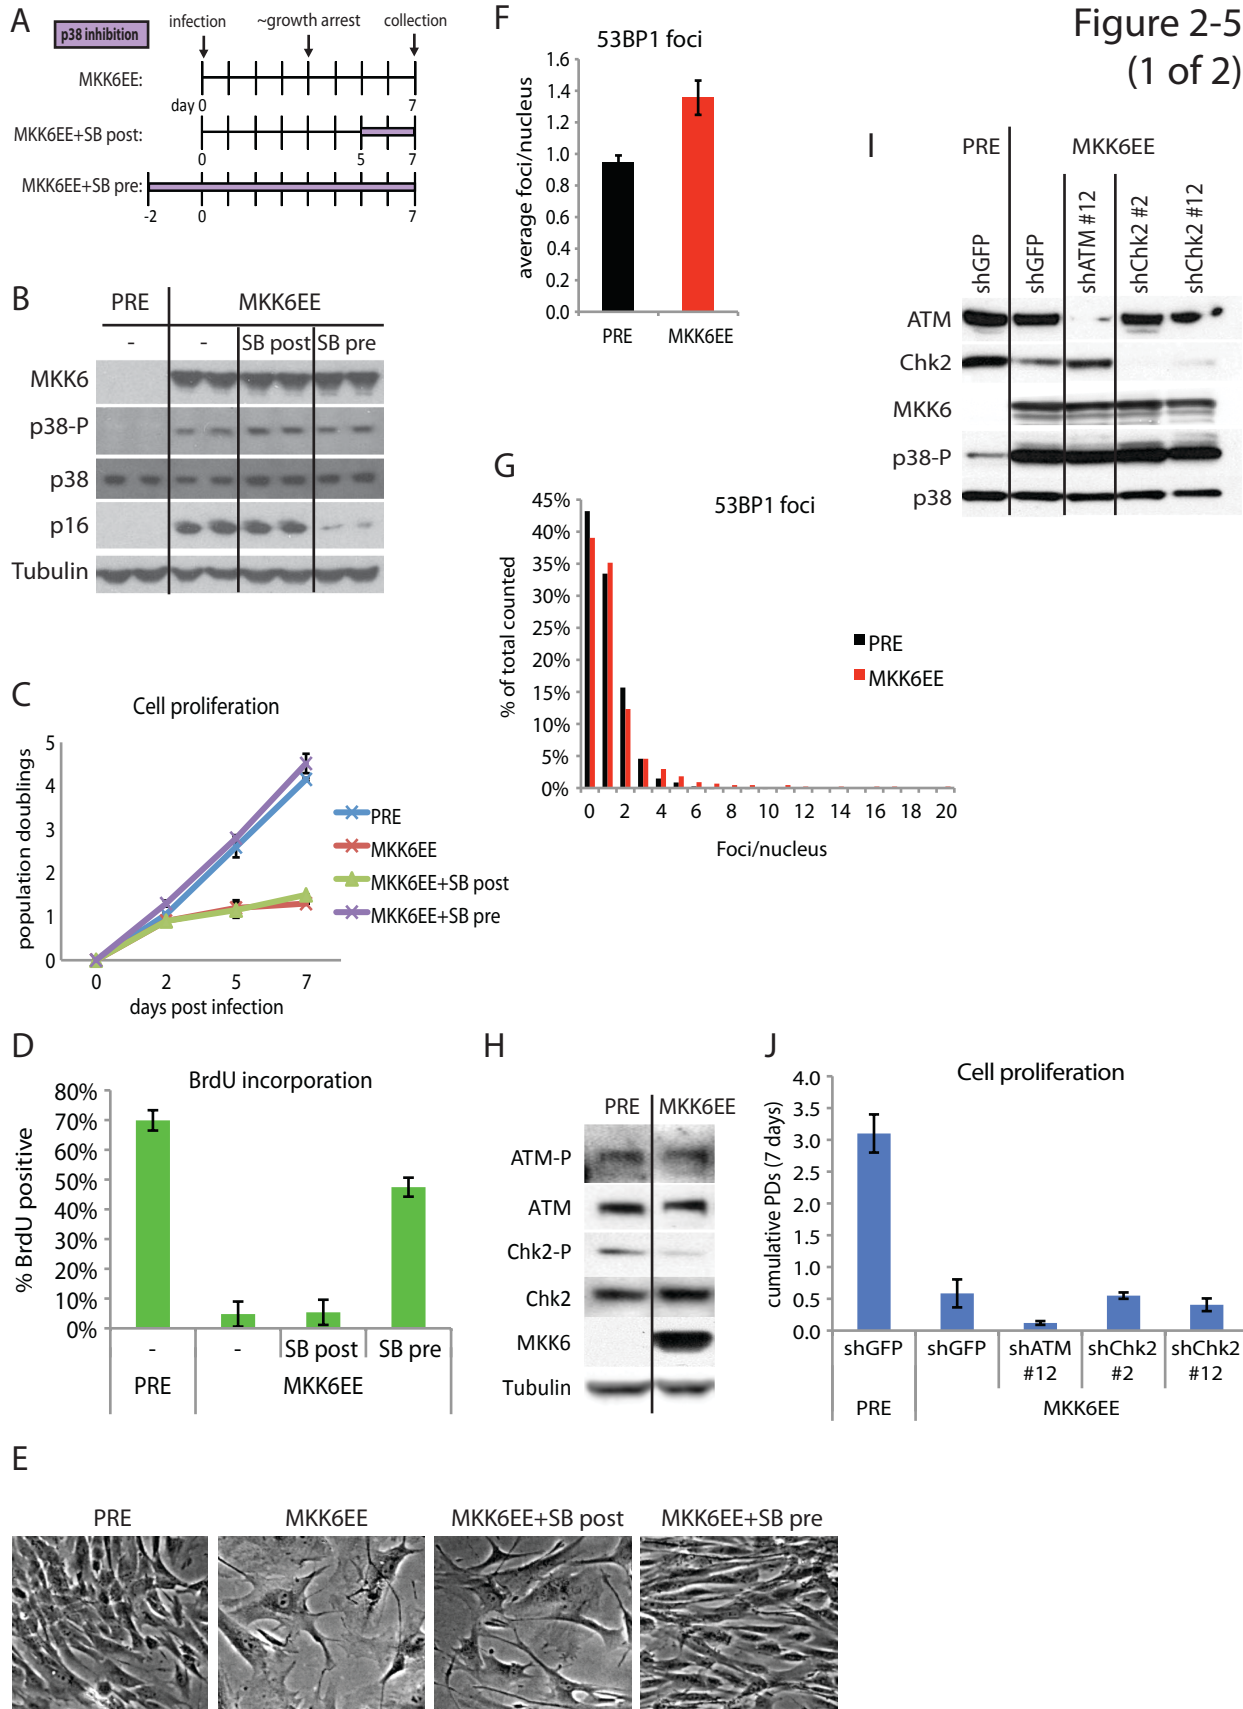 Figure 2-5
(1 of 2)
A
p38 inhibition
infection
~growth arrest
collection
MKK6EE:
day 0
7
MKK6EE+SB post:
0
5
7
MKK6EE+SB pre:
-2
0
7
B
PRE
MKK6EE
-
-
SB post
SB pre
MKK6
p38-P
p38
p16
Tubulin
C
Cell proliferation
population doublings
5
4
3
2
1
0
0
2
5
7
days post infection
PRE
MKK6EE
MKK6EE+SB post
MKK6EE+SB pre
D
BrdU incorporation
% BrdU positive
80%
70%
60%
50%
40%
30%
20%
10%
0%
-
-
SB post
SB pre
PRE
MKK6EE
E
PRE
MKK6EE
MKK6EE+SB post
MKK6EE+SB pre
F
53BP1 foci
average foci/nucleus
1.6
1.4
1.2
1.0
0.8
0.6
0.4
0.2
0.0
PRE
MKK6EE
G
53BP1 foci
% of total counted
45%
40%
35%
30%
25%
20%
15%
10%
5%
0%
0
2
4
6
8
10
12
14
16
18
20
Foci/nucleus
PRE
MKK6EE
H
PRE
MKK6EE
ATM-P
ATM
Chk2-P
Chk2
MKK6
Tubulin
I
PRE
MKK6EE
shGFP
shGFP
shATM #12
shChk2 #2
shChk2 #12
ATM
Chk2
MKK6
p38-P
p38
J
Cell proliferation
cumulative PDs (7 days)
4.0
3.5
3.0
2.5
2.0
1.5
1.0
0.5
0.0
shGFP
shGFP
shATM
#12
shChk2
#2
shChk2
#12
PRE
MKK6EE